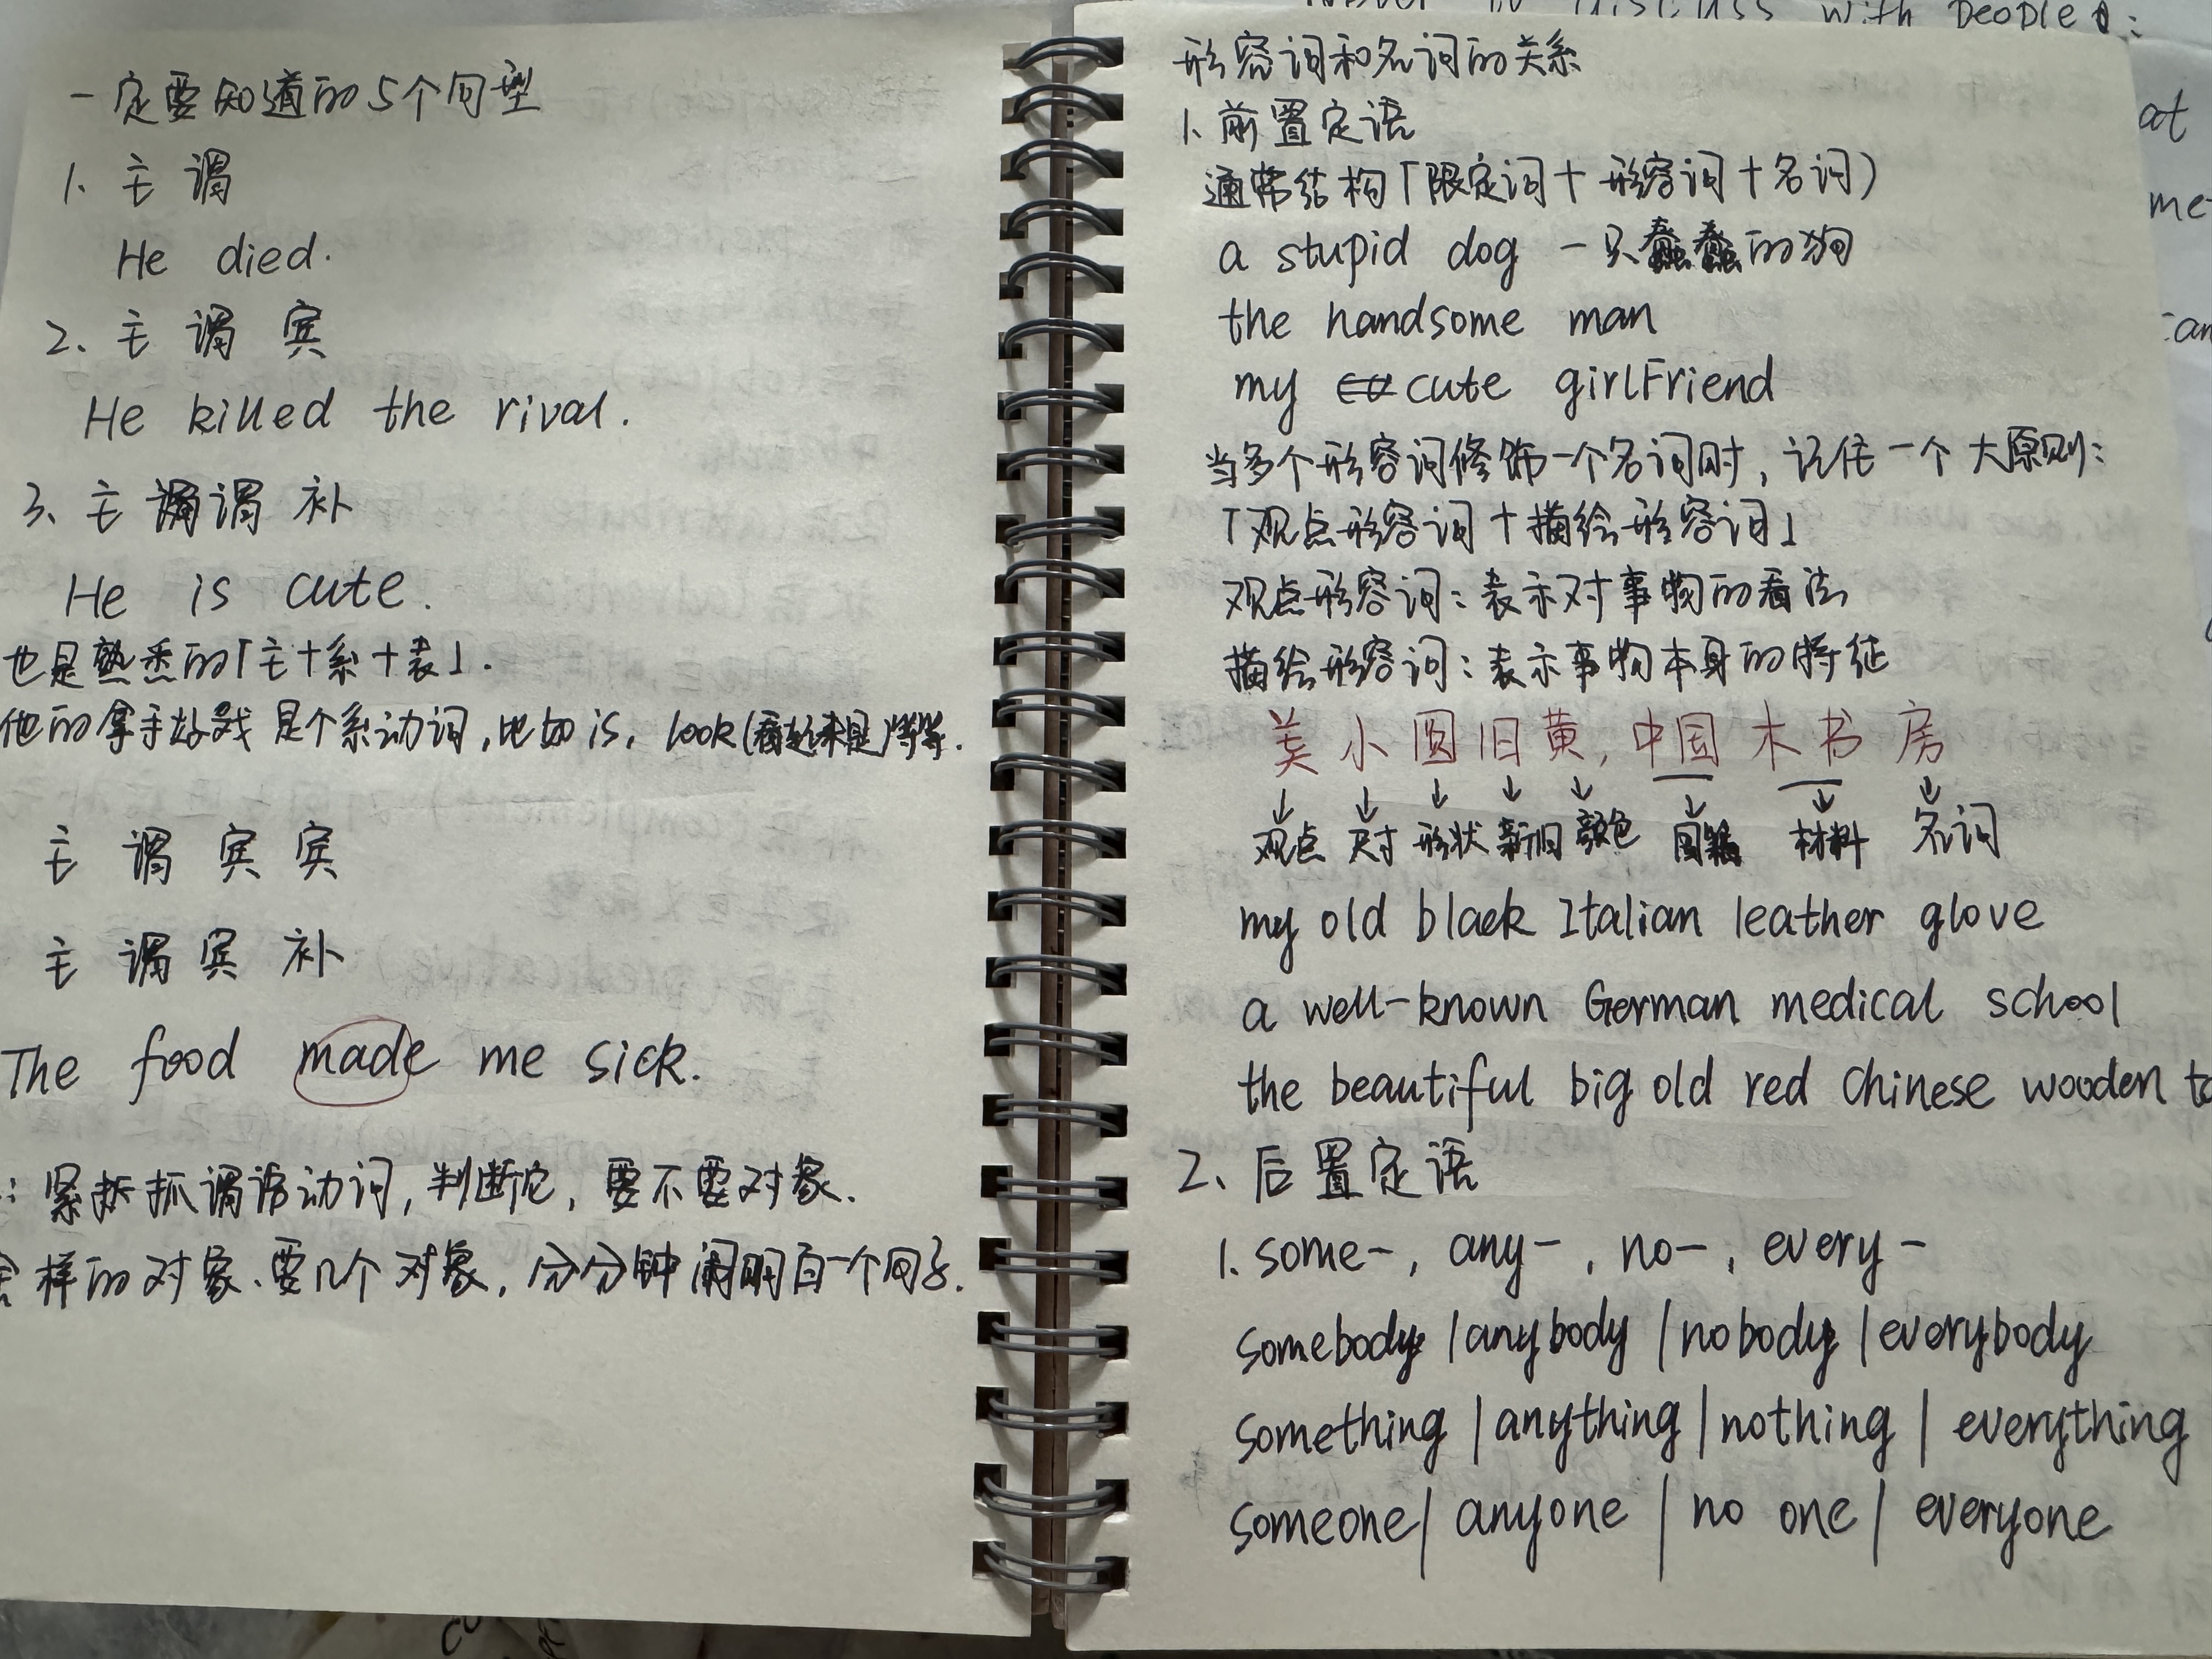 一定要知道的5个句型
1、主 谓
He died.
2、主 谓 宾
He killed the rival.
3、主 谓 补
He is cute.
也是熟悉的「主+系+表」.
他的拿手好戏 是个系动词,比如is, look(看起来是)等等.
主 谓 宾 宾
主 谓 宾 补
The food made me sick.
: 紧抓谓语动词,判断它,要不要对象.
样的对象、要几个对象,分分钟 明白一个句子.
with people:
形容词和名词的关系
1、前置定语
通常结构「限定词+形容词+名词)
a stupid dog 一只蠢蠢的狗
the handsome man
my cute girlFriend
当多个形容词修饰一个名词时,记住一个大原则:
「观点形容词+描绘形容词」
观点形容词:表示对事物的看法
描绘形容词:表示事物本身的特征
美小圆旧黄,中国木书房
观点 尺寸 形状 新旧 颜色 国籍 材料 名词
my old black Italian leather glove
a well-known German medical school
the beautiful big old red Chinese wooden
2、后置定语
1. some-, any-, no-, every-
somebody |anybody |nobody |everybody
something |anything |nothing | everything
someone| anyone | no one | everyone
at
me